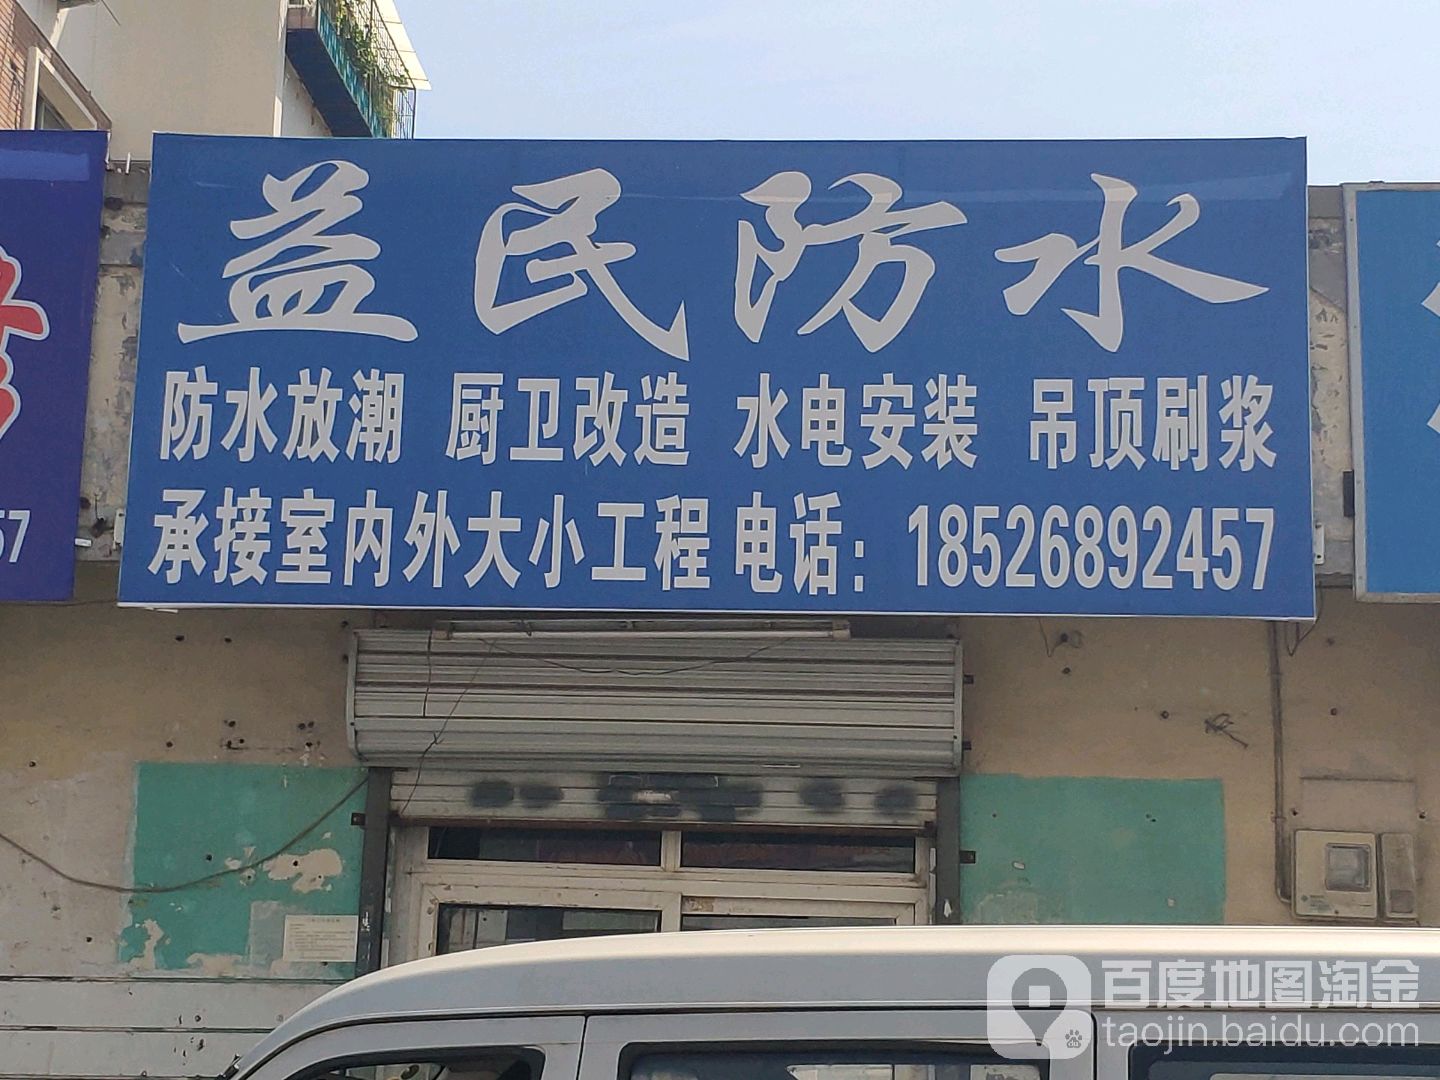 益民防水
防水放潮 厨卫改造 水电安装 吊顶刷浆
承接室内外大小工程 电话：18526892457
57
百度地图淘金
taojin.baidu.com